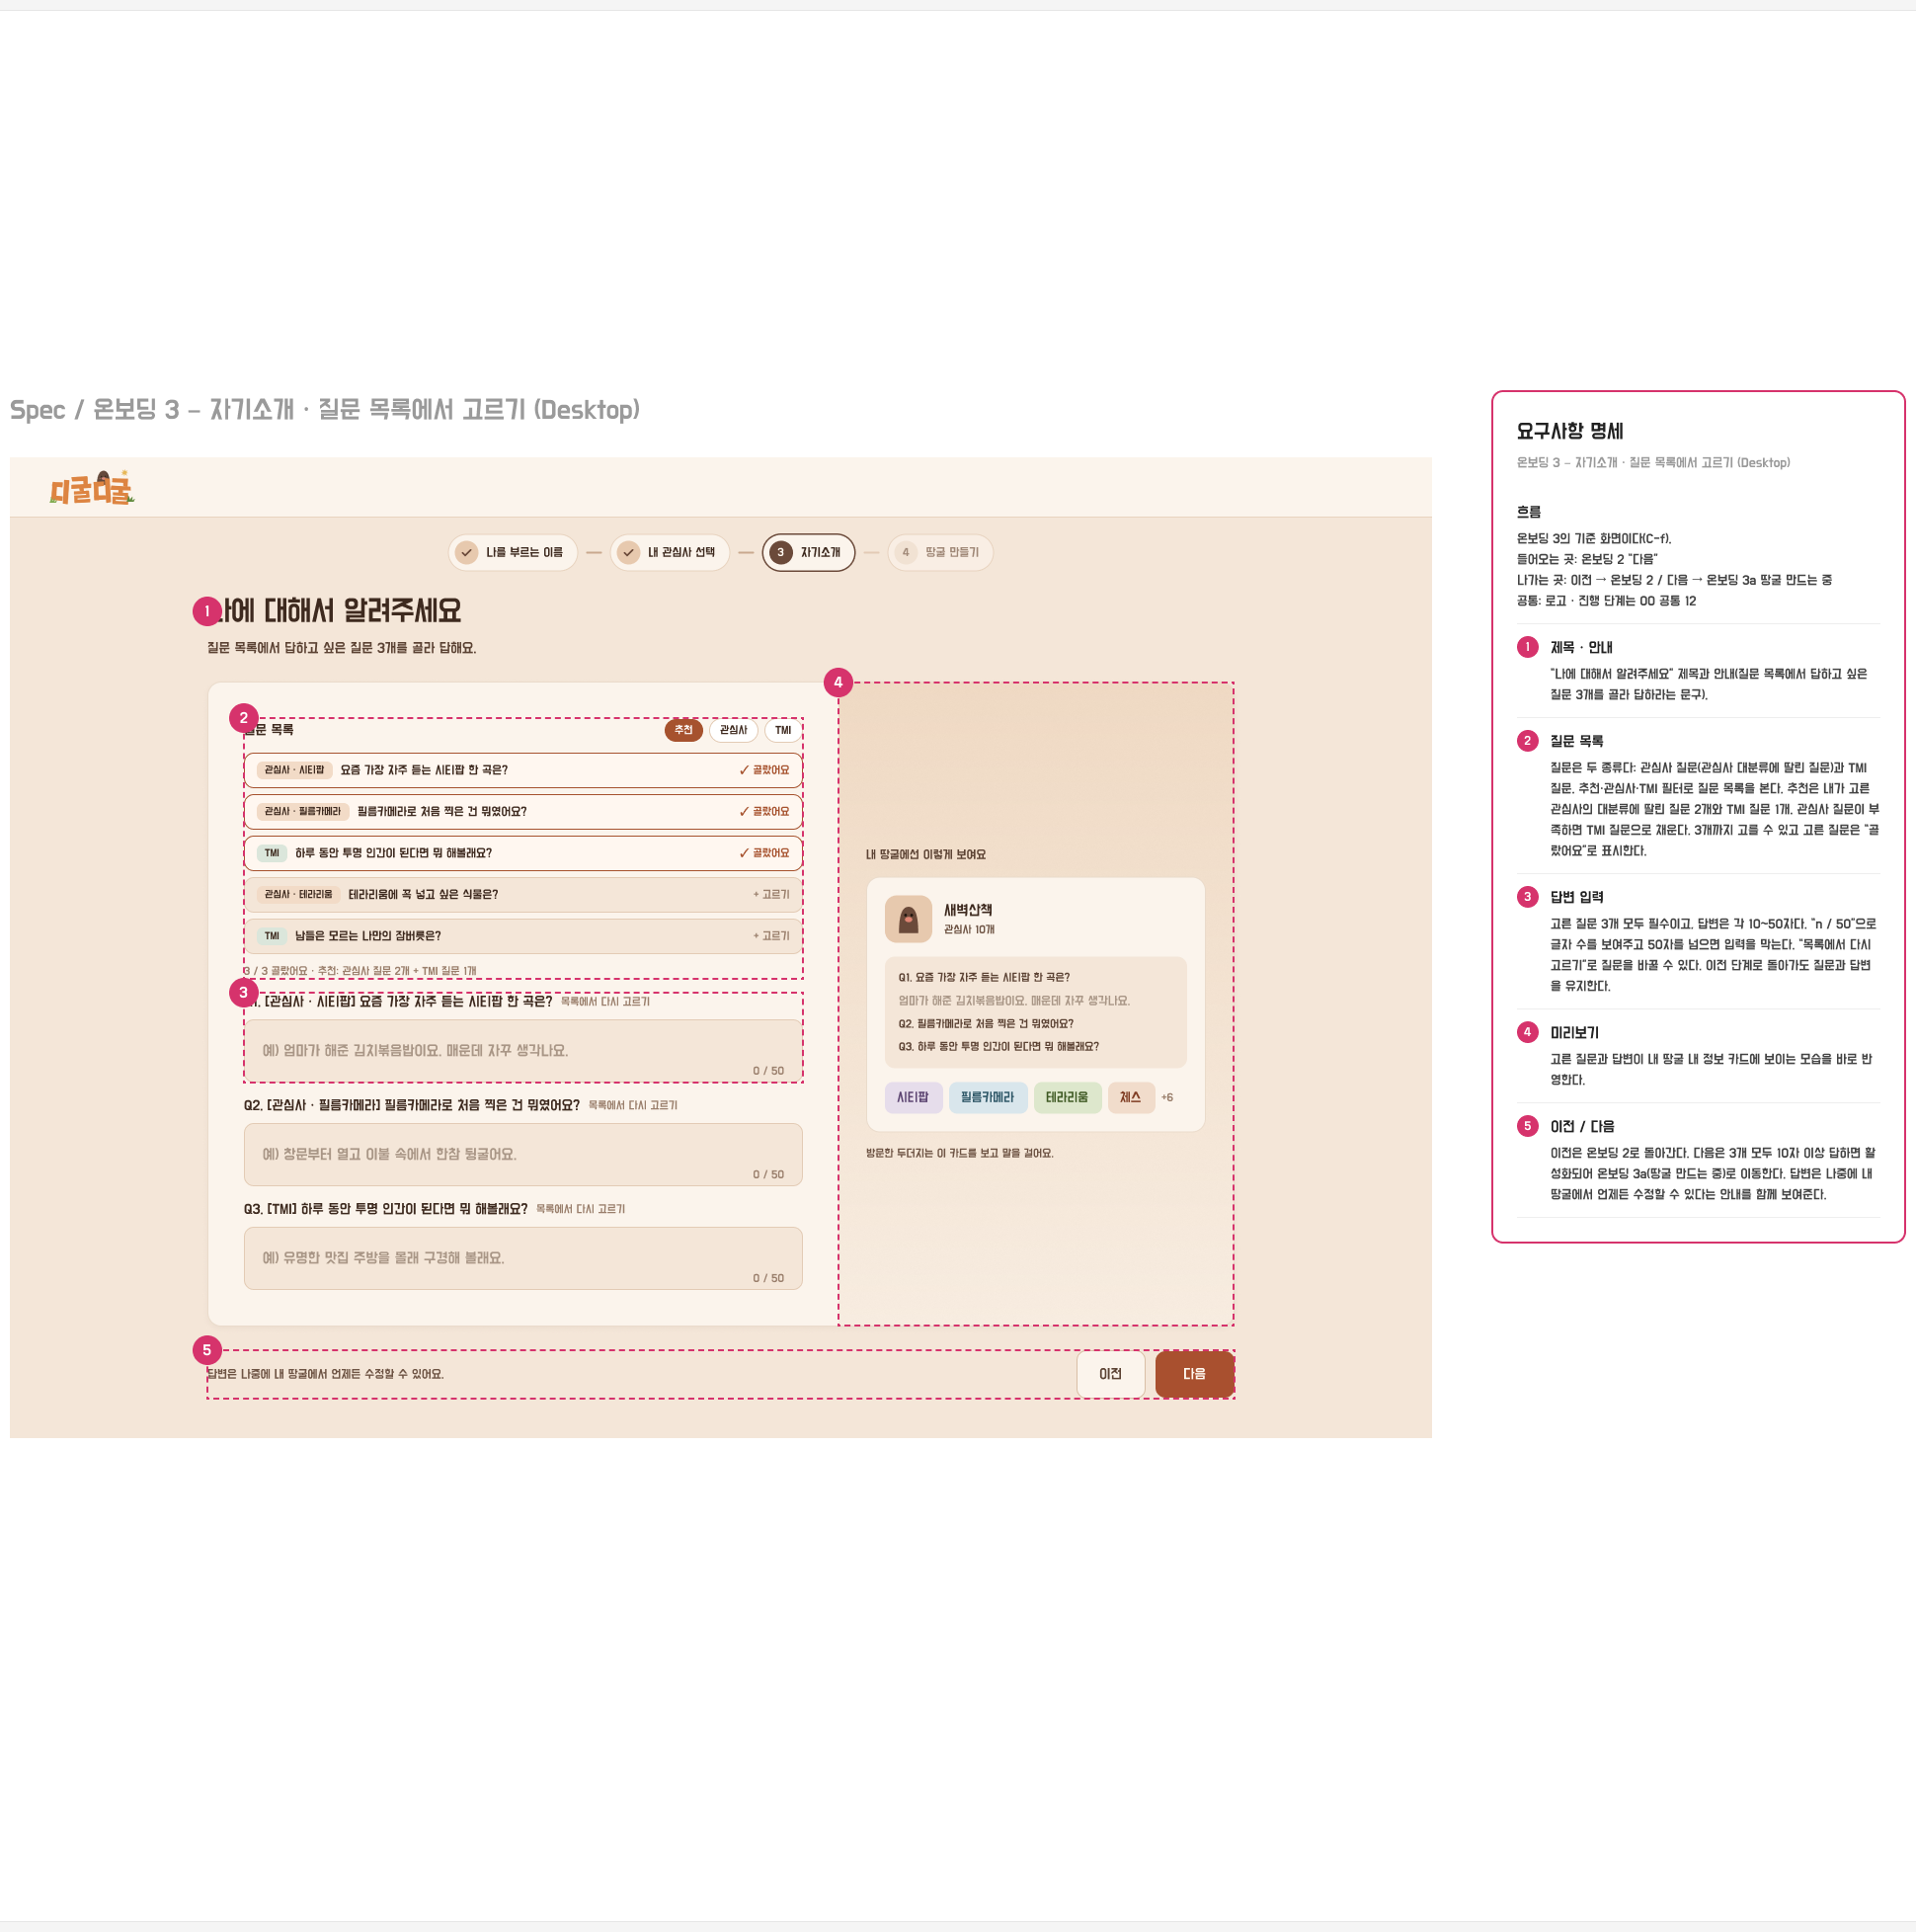 Spec / 온보딩 3 – 자기소개 · 질문 목록에서 고르기 (Desktop)
디굴디굴
나를 부르는 이름
내 관심사 선택
3 자기소개
4 땅굴 만들기
1
에 대해서 알려주세요
질문 목록에서 답하고 싶은 질문 3개를 골라 답해요.
2
목록
추천
관심사
TMI
관심사 · 시티팝 요즘 가장 자주 듣는 시티팝 한 곡은? ✓ 골랐어요
관심사 · 필름카메라 필름카메라로 처음 찍은 건 뭐였어요? ✓ 골랐어요
TMI 하루 동안 투명 인간이 된다면 뭐 해볼래요? ✓ 골랐어요
관심사 · 테라리움 테라리움에 꼭 넣고 싶은 식물은? + 고르기
TMI 남들은 모르는 나만의 잠버릇은? + 고르기
3 / 3 골랐어요 · 추천: 관심사 질문 2개 + TMI 질문 1개
3
[관심사 · 시티팝] 요즘 가장 자주 듣는 시티팝 한 곡은? 목록에서 다시 고르기
예) 엄마가 해준 김치볶음밥이요. 매운데 자꾸 생각나요.
0 / 50
Q2. [관심사 · 필름카메라] 필름카메라로 처음 찍은 건 뭐였어요? 목록에서 다시 고르기
예) 창문부터 열고 이불 속에서 한참 뒹굴어요.
0 / 50
Q3. [TMI] 하루 동안 투명 인간이 된다면 뭐 해볼래요? 목록에서 다시 고르기
예) 유명한 맛집 주방을 몰래 구경해 볼래요.
0 / 50
4
내 땅굴에선 이렇게 보여요
새벽산책
관심사 10개
Q1. 요즘 가장 자주 듣는 시티팝 한 곡은?
엄마가 해준 김치볶음밥이요. 매운데 자꾸 생각나요.
Q2. 필름카메라로 처음 찍은 건 뭐였어요?
Q3. 하루 동안 투명 인간이 된다면 뭐 해볼래요?
시티팝 필름카메라 테라리움 체스 +6
방문한 두더지는 이 카드를 보고 말을 걸어요.
5
답변은 나중에 내 땅굴에서 언제든 수정할 수 있어요.
이전
다음
요구사항 명세
온보딩 3 – 자기소개 · 질문 목록에서 고르기 (Desktop)
흐름
온보딩 3의 기준 화면이다(C-f).
들어오는 곳: 온보딩 2 "다음"
나가는 곳: 이전 → 온보딩 2 / 다음 → 온보딩 3a 땅굴 만드는 중
공통: 로고 · 진행 단계는 00 공통 12
1 제목 · 안내
"나에 대해서 알려주세요" 제목과 안내(질문 목록에서 답하고 싶은
질문 3개를 골라 답하라는 문구).
2 질문 목록
질문은 두 종류다: 관심사 질문(관심사 대분류에 딸린 질문)과 TMI
질문. 추천·관심사·TMI 필터로 질문 목록을 본다. 추천은 내가 고른
관심사의 대분류에 딸린 질문 2개와 TMI 질문 1개. 관심사 질문이 부
족하면 TMI 질문으로 채운다. 3개까지 고를 수 있고 고른 질문은 "골
랐어요"로 표시한다.
3 답변 입력
고른 질문 3개 모두 필수이고, 답변은 각 10~50자다. "n / 50"으로
글자 수를 보여주고 50자를 넘으면 입력을 막는다. "목록에서 다시
고르기"로 질문을 바꿀 수 있다. 이전 단계로 돌아가도 질문과 답변
을 유지한다.
4 미리보기
고른 질문과 답변이 내 땅굴 내 정보 카드에 보이는 모습을 바로 반
영한다.
5 이전 / 다음
이전은 온보딩 2로 돌아간다. 다음은 3개 모두 10자 이상 답하면 활
성화되어 온보딩 3a(땅굴 만드는 중)로 이동한다. 답변은 나중에 내
땅굴에서 언제든 수정할 수 있다는 안내를 함께 보여준다.